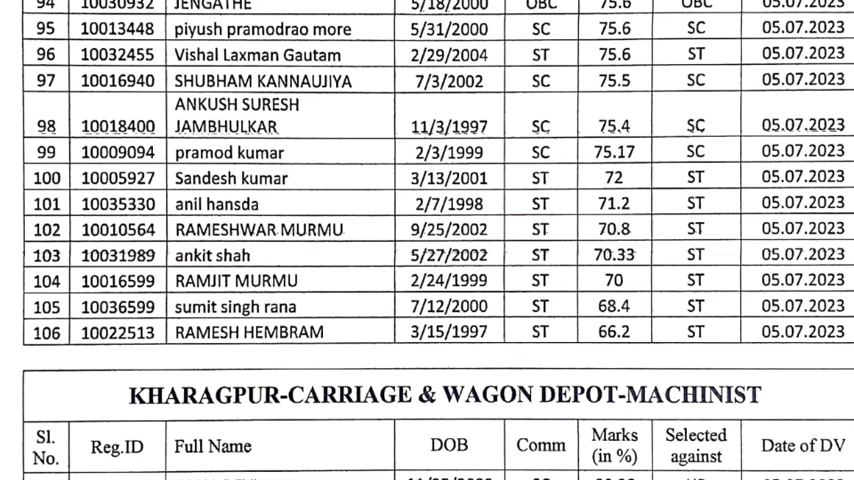 94 10030932 JENGATHE 5/18/2000 OBC 75.6 OBC 05.07.2023
95 10013448 piyush pramodrao more 5/31/2000 SC 75.6 SC 05.07.2023
96 10032455 Vishal Laxman Gautam 2/29/2004 ST 75.6 ST 05.07.2023
97 10016940 SHUBHAM KANNAUJIYA 7/3/2002 SC 75.5 SC 05.07.2023
ANKUSH SURESH
98 10018400 JAMBHULKAR 11/3/1997 SC 75.4 SC 05.07.2023
99 10009094 pramod kumar 2/3/1999 SC 75.17 SC 05.07.2023
100 10005927 Sandesh kumar 3/13/2001 ST 72 ST 05.07.2023
101 10035330 anil hansda 2/7/1998 ST 71.2 ST 05.07.2023
102 10010564 RAMESHWAR MURMU 9/25/2002 ST 70.8 ST 05.07.2023
103 10031989 ankit shah 5/27/2002 ST 70.33 ST 05.07.2023
104 10016599 RAMJIT MURMU 2/24/1999 ST 70 ST 05.07.2023
105 10036599 sumit singh rana 7/12/2000 ST 68.4 ST 05.07.2023
106 10022513 RAMESH HEMBRAM 3/15/1997 ST 66.2 ST 05.07.2023
KHARAGPUR-CARRIAGE & WAGON DEPOT-MACHINIST
Sl. No. Reg.ID Full Name DOB Comm Marks (in %) Selected against Date of DV